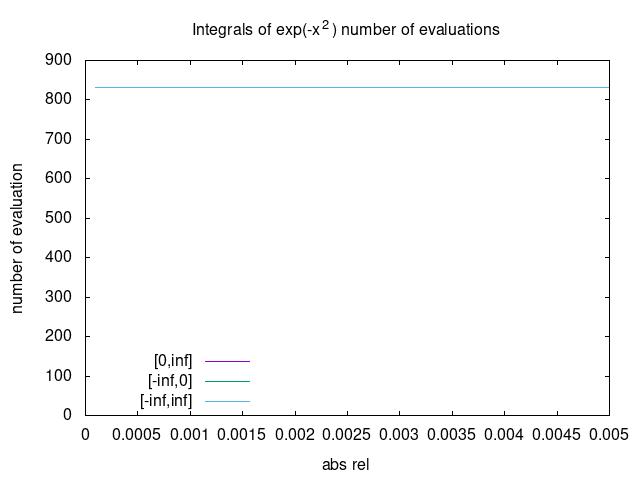 Integrals of exp(-x²) number of evaluations
900
800
700
600
500
400
300
200
100
0
number of evaluation
[0,inf]
[-inf,0]
[-inf,inf]
0 0.0005 0.001 0.0015 0.002 0.0025 0.003 0.0035 0.004 0.0045 0.005
abs rel